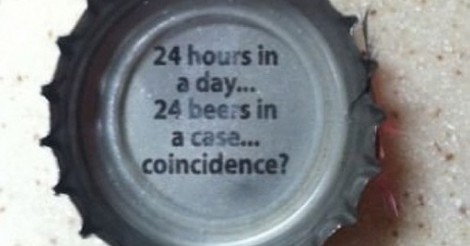 24 hours in
a day...
24 beers in
a case...
coincidence?